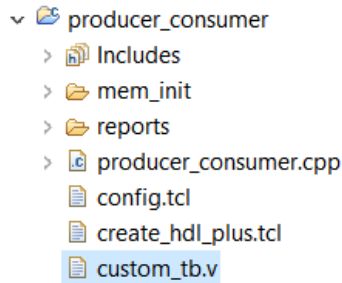 producer_consumer
Includes
mem_init
reports
producer_consumer.cpp
config.tcl
create_hdl_plus.tcl
custom_tb.v